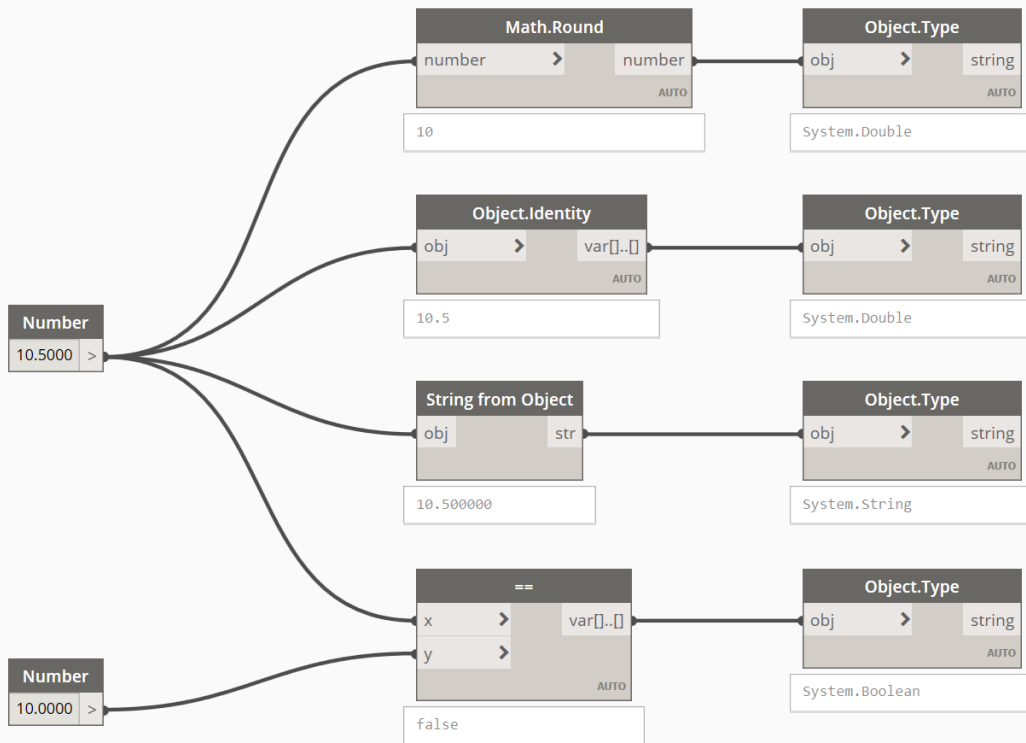 Math.Round
number > number
AUTO
10
Object.Type
obj > string
AUTO
System.Double
Object.Identity
obj > var[]..[]
AUTO
10.5
Object.Type
obj > string
AUTO
System.Double
Number
10.5000 >
String from Object
obj str
10.500000
Object.Type
obj > string
AUTO
System.String
==
x > var[]..[]
y >
AUTO
false
Object.Type
obj > string
AUTO
System.Boolean
Number
10.0000 >